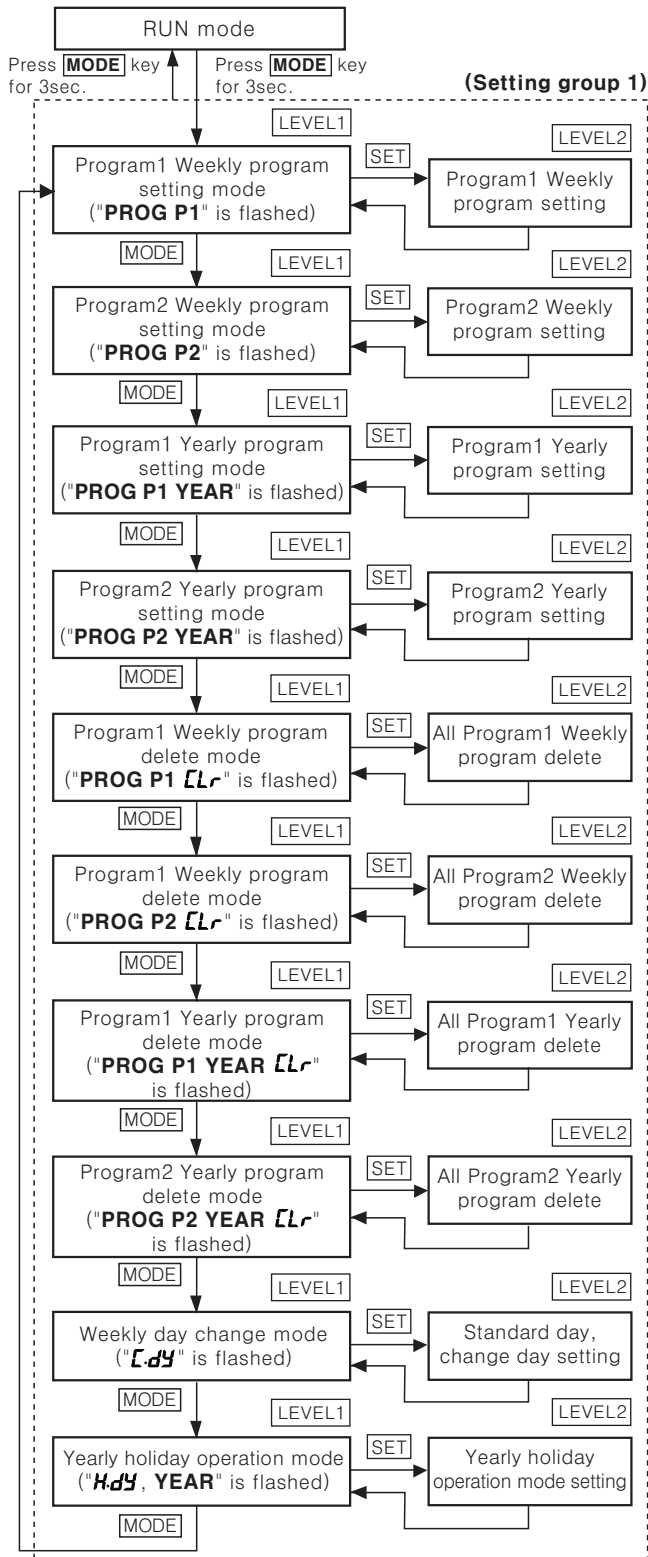 RUN mode
Press MODE key
for 3sec.
Press MODE key
for 3sec.
(Setting group 1)
LEVEL1
Program1 Weekly program
setting mode
("PROG P1" is flashed)
SET
LEVEL2
Program1 Weekly
program setting
MODE
LEVEL1
Program2 Weekly program
setting mode
("PROG P2" is flashed)
SET
LEVEL2
Program2 Weekly
program setting
MODE
LEVEL1
Program1 Yearly program
setting mode
("PROG P1 YEAR" is flashed)
SET
LEVEL2
Program1 Yearly
program setting
MODE
LEVEL1
Program2 Yearly program
setting mode
("PROG P2 YEAR" is flashed)
SET
LEVEL2
Program2 Yearly
program setting
MODE
LEVEL1
Program1 Weekly program
delete mode
("PROG P1 CLr" is flashed)
SET
LEVEL2
All Program1 Weekly
program delete
MODE
LEVEL1
Program1 Weekly program
delete mode
("PROG P2 CLr" is flashed)
SET
LEVEL2
All Program2 Weekly
program delete
MODE
LEVEL1
Program1 Yearly program
delete mode
("PROG P1 YEAR CLr"
is flashed)
SET
LEVEL2
All Program1 Yearly
program delete
MODE
LEVEL1
Program2 Yearly program
delete mode
("PROG P2 YEAR CLr"
is flashed)
SET
LEVEL2
All Program2 Yearly
program delete
MODE
LEVEL1
Weekly day change mode
("C.dY" is flashed)
SET
LEVEL2
Standard day,
change day setting
MODE
LEVEL1
Yearly holiday operation mode
("H.dY, YEAR" is flashed)
SET
LEVEL2
Yearly holiday
operation mode setting
MODE